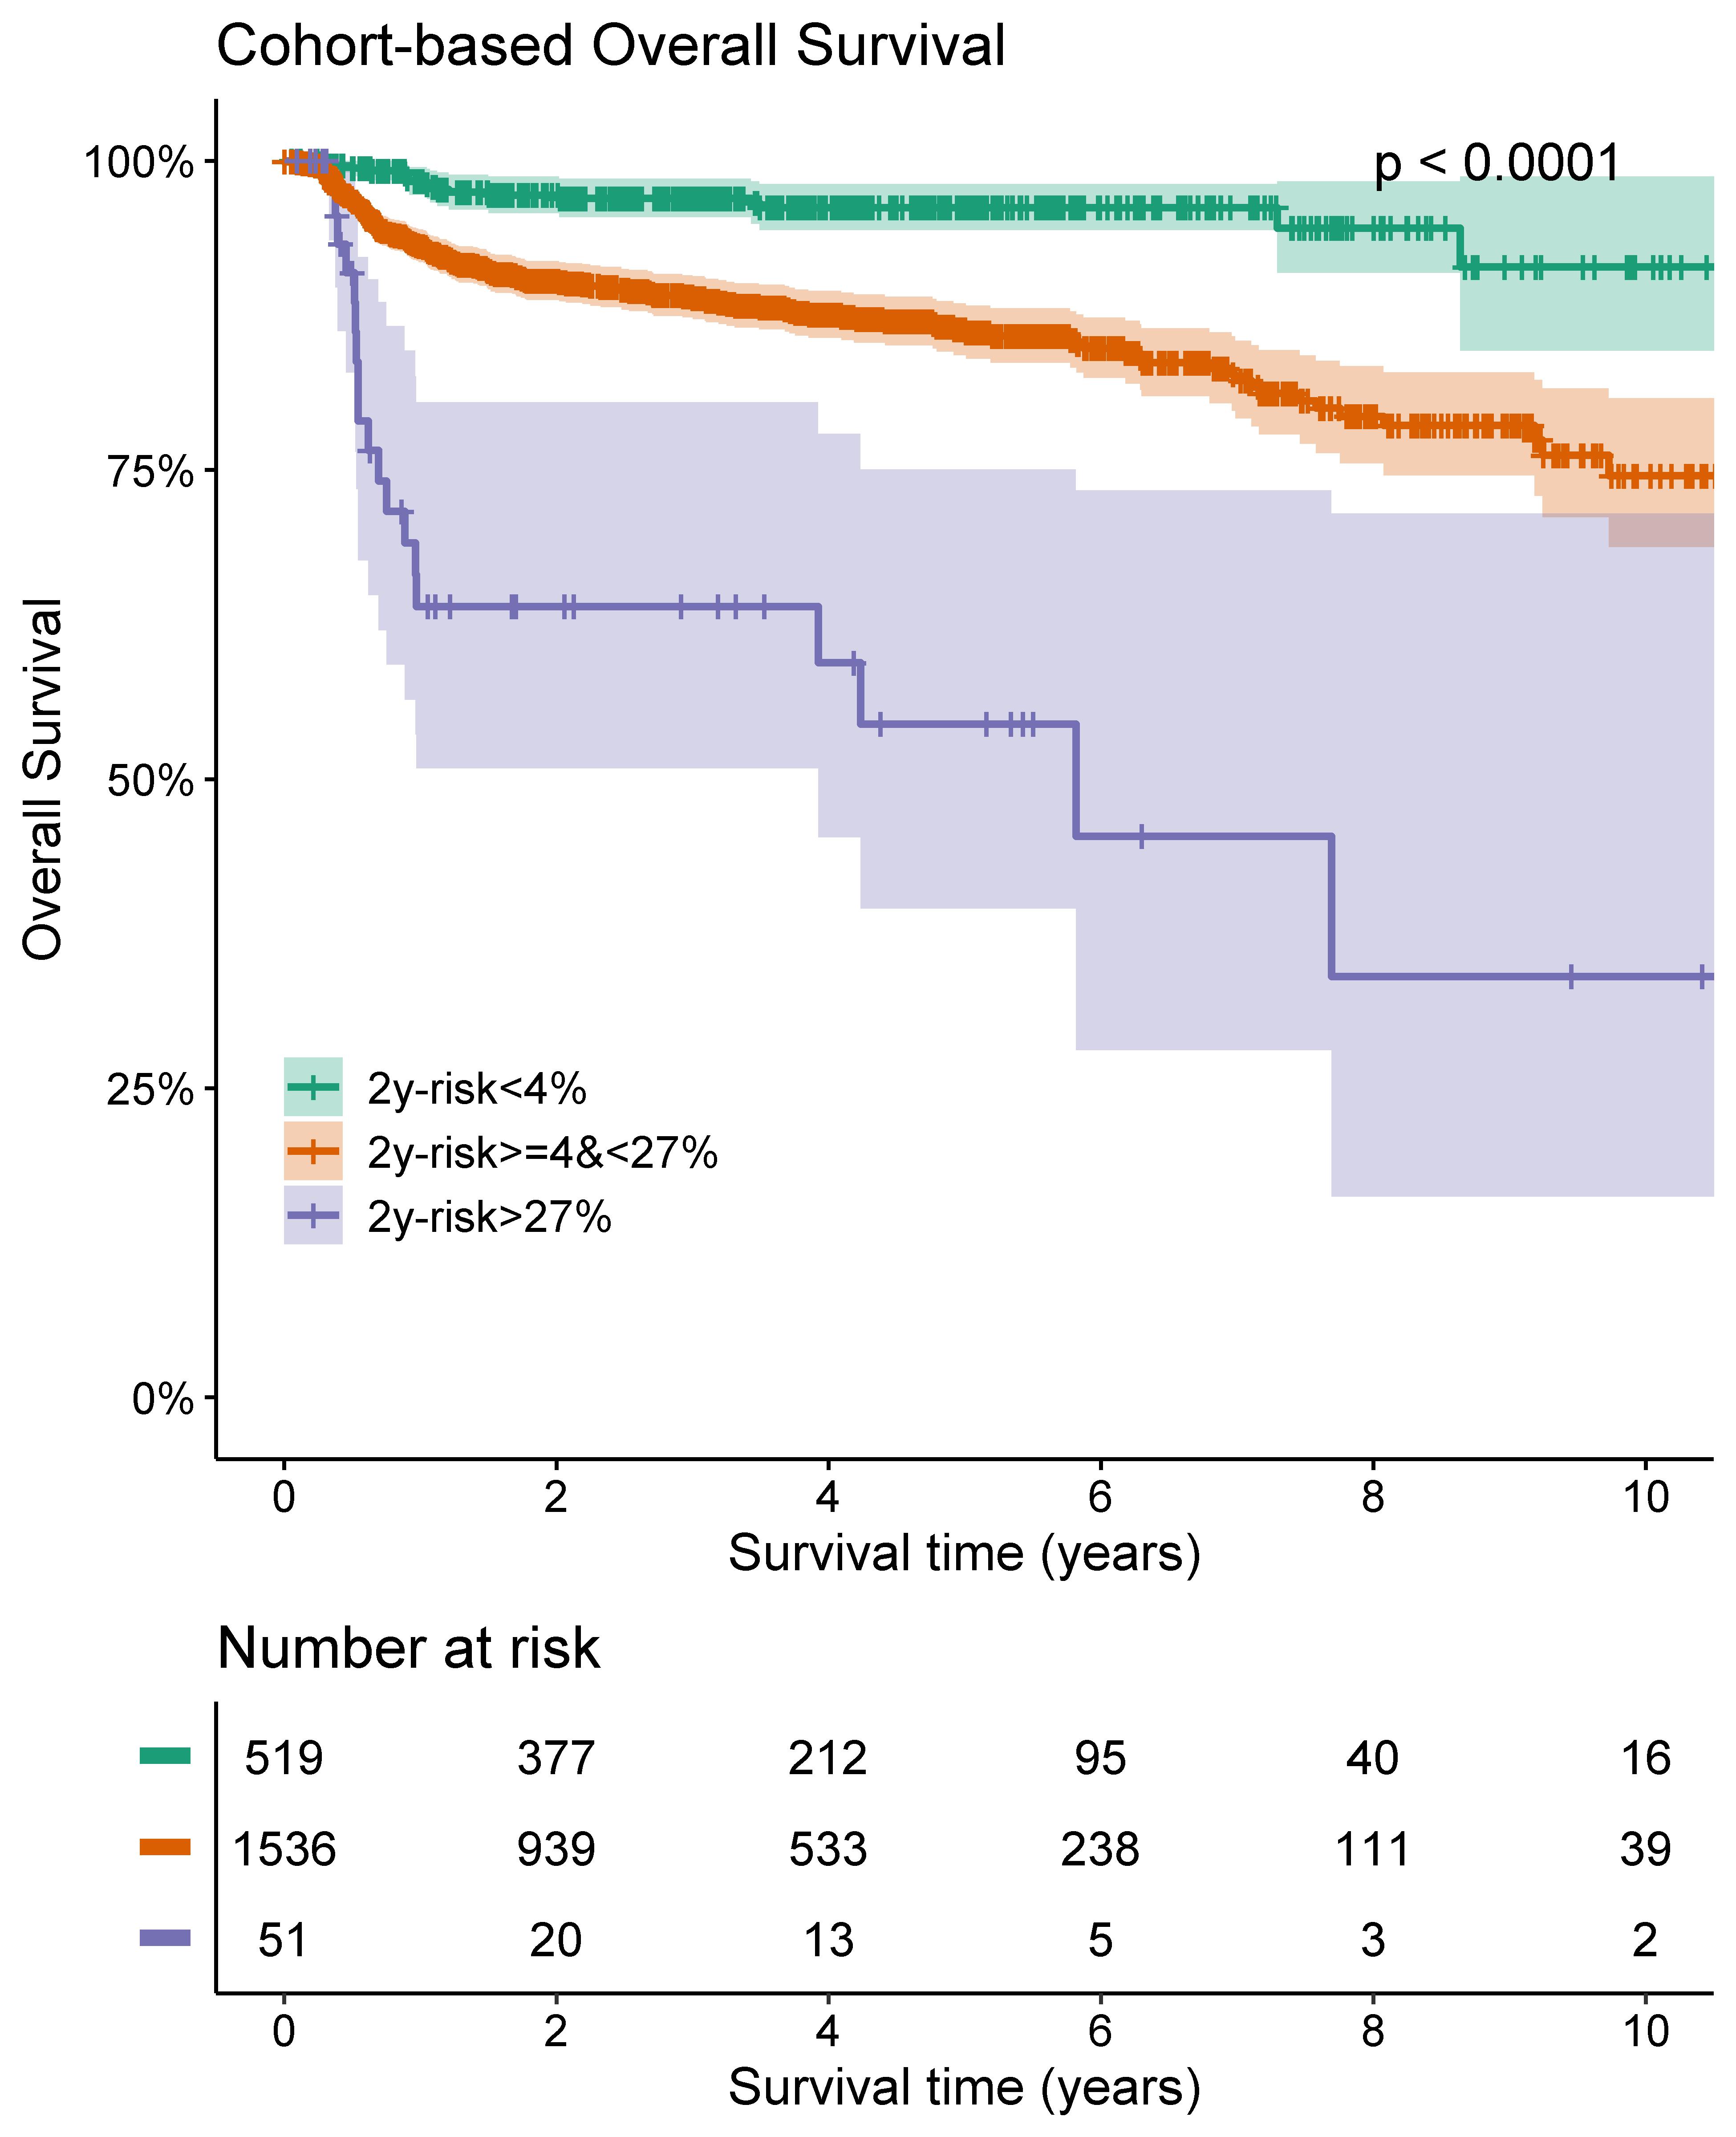 Cohort-based Overall Survival
100%
p < 0.0001
75%
Overall Survival
50%
25%
2y-risk<4%
2y-risk>=4&<27%
2y-risk>27%
0%
0 2 4 6 8 10
Survival time (years)
Number at risk
519 377 212 95 40 16
1536 939 533 238 111 39
51 20 13 5 3 2
0 2 4 6 8 10
Survival time (years)